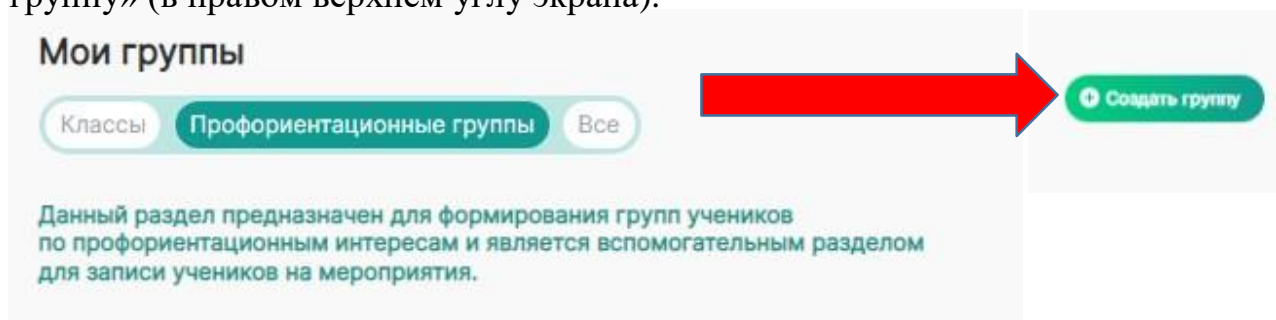 группу» (в правом верхнем углу экрана).
Мои группы
Классы Профориентационные группы Все
Создать группу
Данный раздел предназначен для формирования групп учеников
по профориентационным интересам и является вспомогательным разделом
для записи учеников на мероприятия.